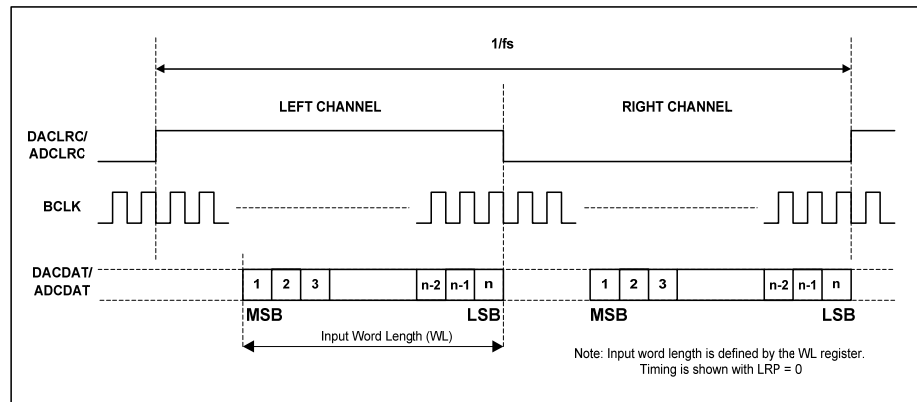 1/fs
LEFT CHANNEL
RIGHT CHANNEL
DACLRC/
ADCLRC
BCLK
DACDAT/
ADCDAT
1 2 3 n-2 n-1 n 1 2 3 n-2 n-1 n
MSB LSB MSB LSB
Input Word Length (WL)
Note: Input word length is defined by the WL register.
Timing is shown with LRP = 0